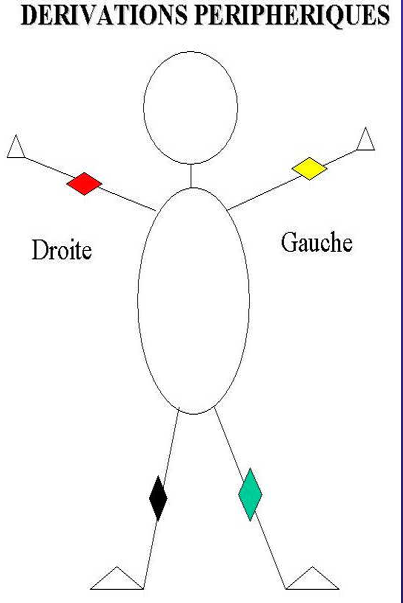 DERIVATIONS PERIPHERIQUES
Droite
Gauche